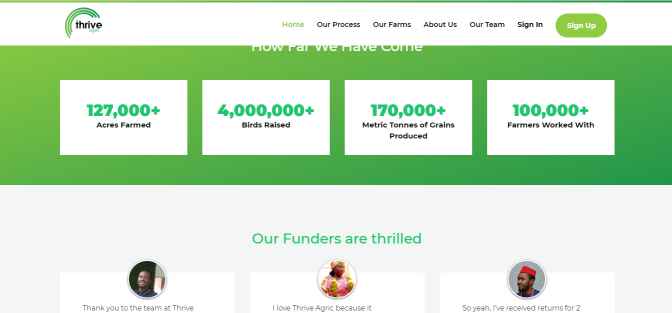 thrive
agric
Home Our Process Our Farms About Us Our Team Sign In Sign Up
How Far We Have Come
127,000+ 4,000,000+ 170,000+ 100,000+
Acres Farmed Birds Raised Metric Tonnes of Grains Farmers Worked With
Produced
Our Funders are thrilled
Thank you to the team at Thrive I love Thrive Agric because it So yeah, I've received returns for 2